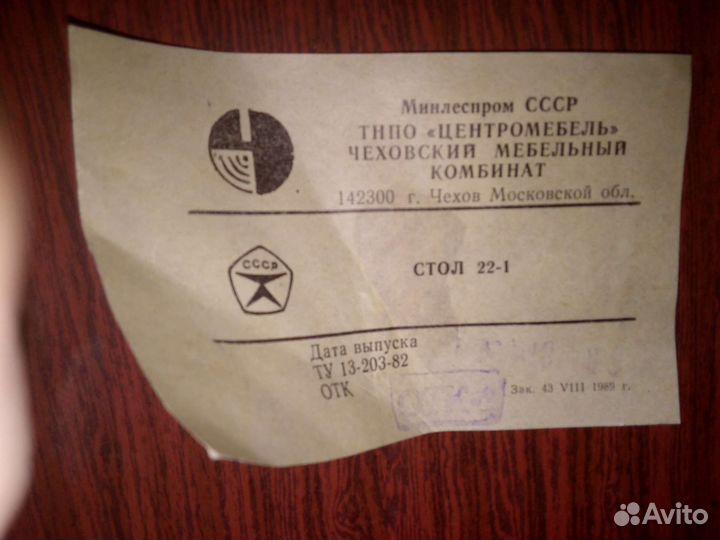 Минлеспром СССР
ТНПО «ЦЕНТРОМЕБЕЛЬ»
ЧЕХОВСКИЙ МЕБЕЛЬНЫЙ
КОМБИНАТ
142300 г. Чехов Московской обл.
СССР
СТОЛ 22-1
Дата выпуска
ТУ 13-203-82
ОТК
Зак. 43 VIII 1989 г.
Avito